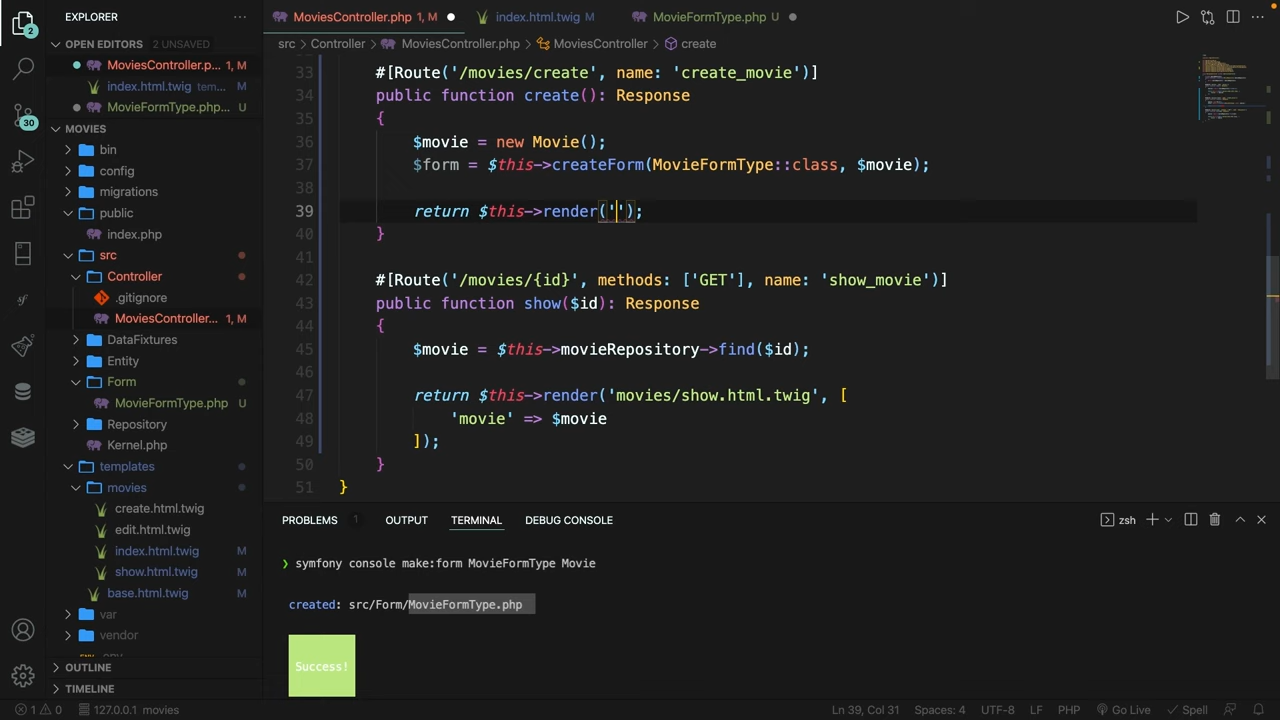 EXPLORER
MoviesController.php 1, M
index.html.twig M
MovieFormType.php U
OPEN EDITORS 2 UNSAVED
MoviesController.p... 1, M
index.html.twig tem... M
MovieFormType.php... U
src > Controller > MoviesController.php > MoviesController > create
MOVIES
bin
config
migrations
public
index.php
src
Controller
.gitignore
MoviesController... 1, M
DataFixtures
Entity
Form
MovieFormType.php U
Repository
Kernel.php
templates
movies
create.html.twig
edit.html.twig
index.html.twig M
show.html.twig M
base.html.twig M
var
vendor
OUTLINE
TIMELINE
2
30
33 #[Route('/movies/create', name: 'create_movie')]
34 public function create(): Response
35 {
36 $movie = new Movie();
37 $form = $this->createForm(MovieFormType::class, $movie);
38
39 return $this->render('');
40 }
41
42 #[Route('/movies/{id}', methods: ['GET'], name: 'show_movie')]
43 public function show($id): Response
44 {
45 $movie = $this->movieRepository->find($id);
46
47 return $this->render('movies/show.html.twig', [
48 'movie' => $movie
49 ]);
50 }
51 }
PROBLEMS 1 OUTPUT TERMINAL DEBUG CONSOLE zsh
❯ symfony console make:form MovieFormType Movie
created: src/Form/MovieFormType.php
Success!
1 0 127.0.0.1 movies Ln 39, Col 31 Spaces: 4 UTF-8 LF PHP Go Live Spell